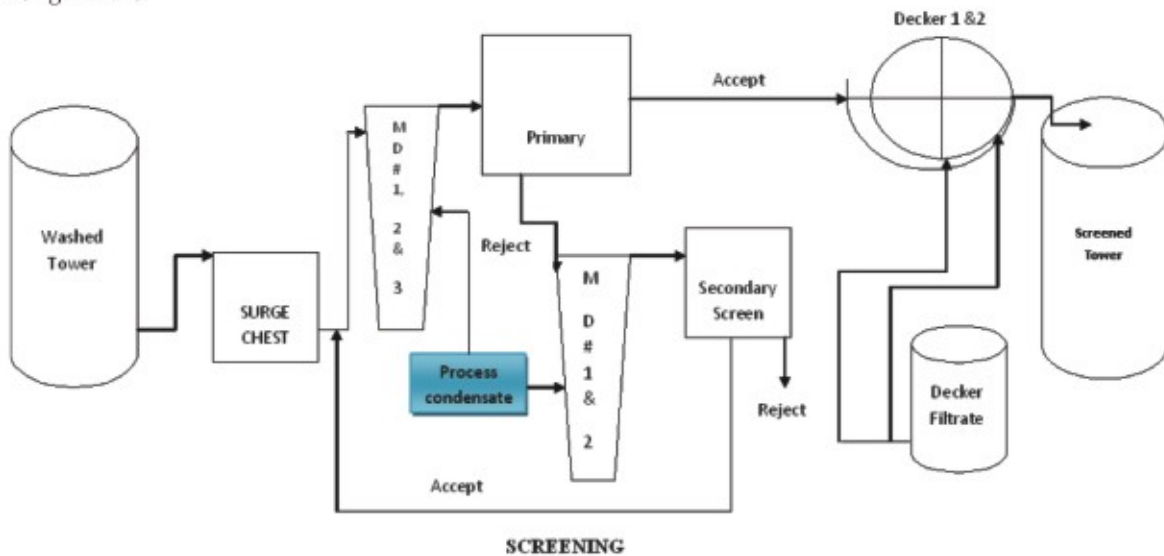 Decker 1 &2
Accept
Primary
M
D
#
1,
2
&
3
Washed
Tower
Reject
Screened
Tower
M
D
#
1
&
2
Secondary
Screen
SURGE
CHEST
Process
condensate
Decker
Filtrate
Reject
Accept
SCREENING